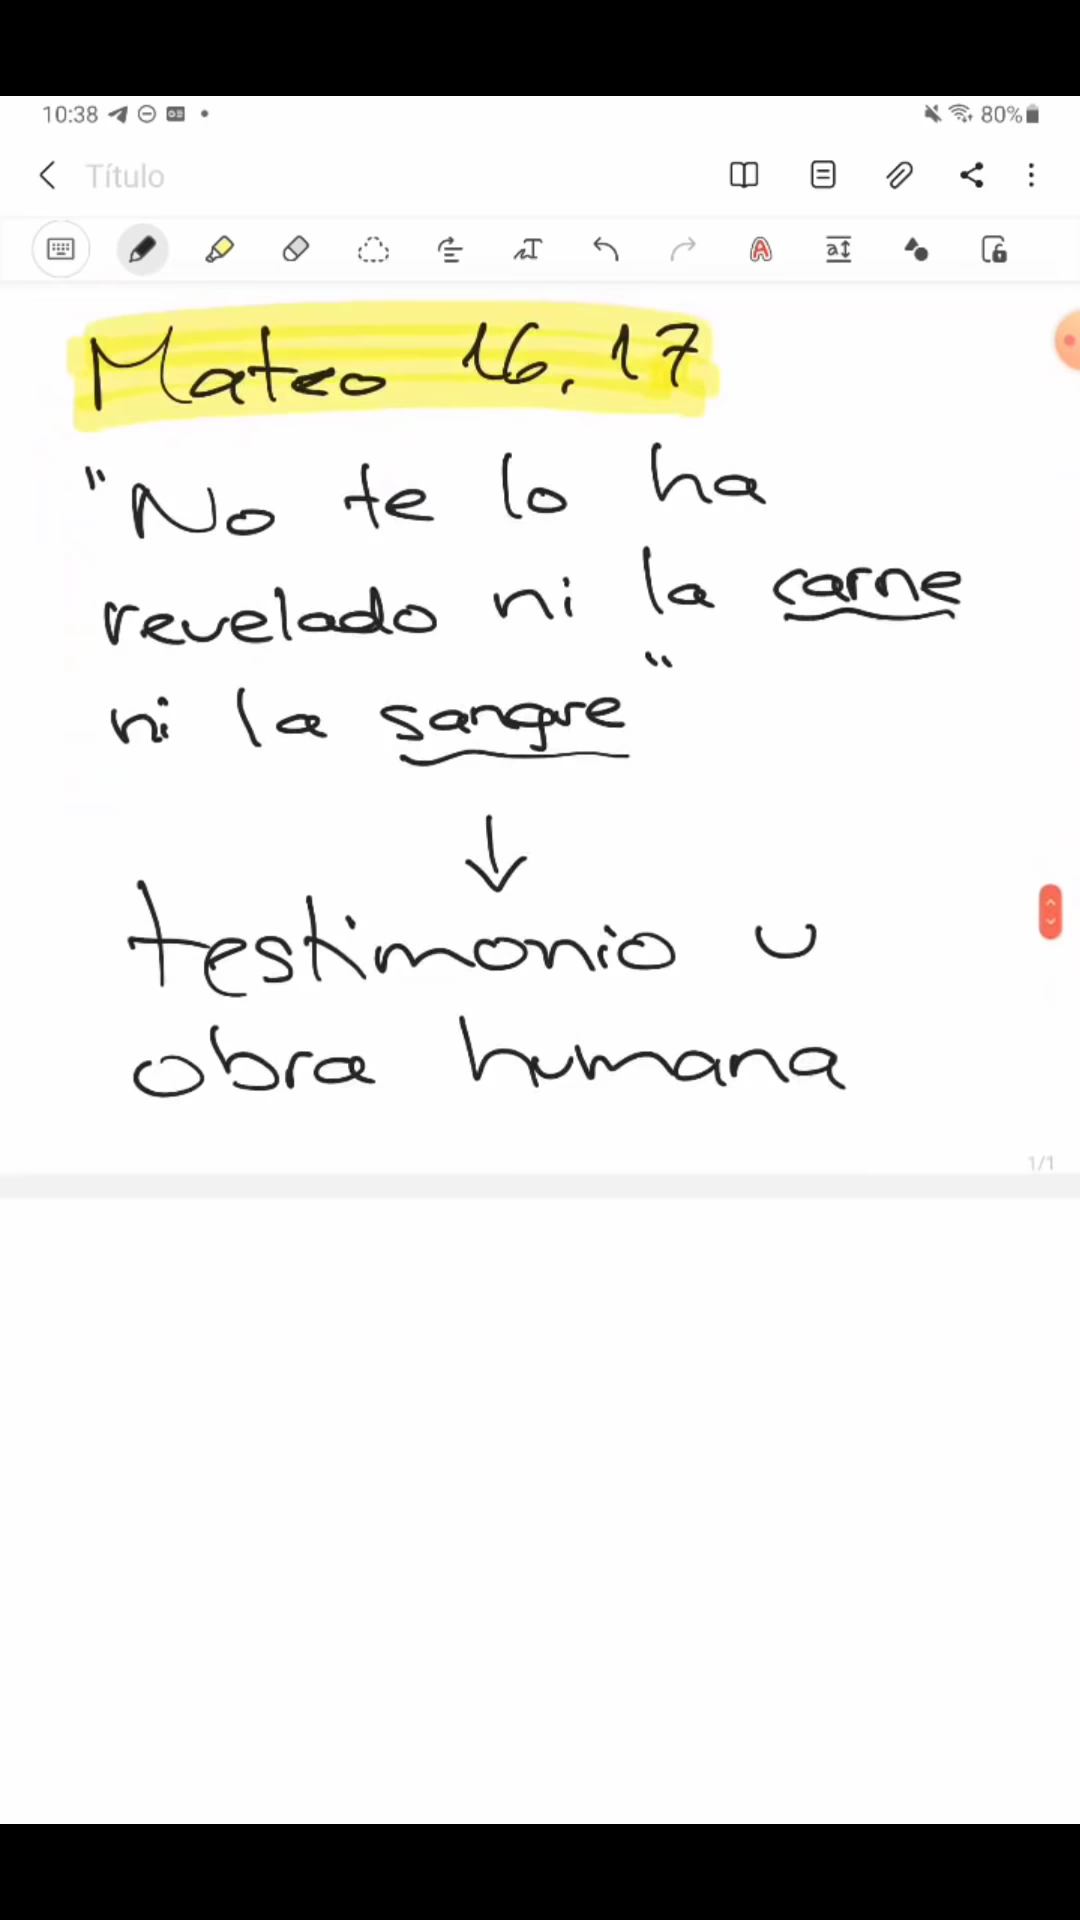 10:38
80%
Título
Mateo 16.17
"No te lo ha
revelado ni la carne
ni la sangre"
↓
testimonio u
obra humana
1/1